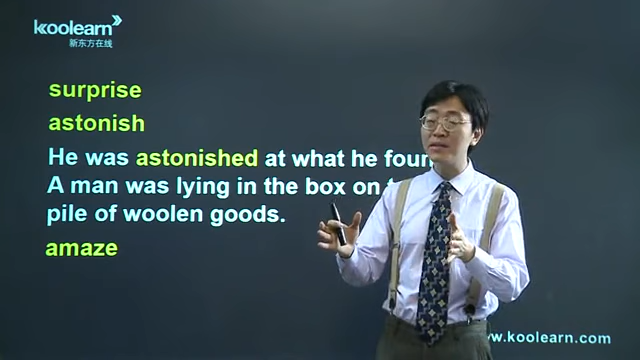 koolearn
新东方在线
surprise
astonish
He was astonished at what he foun
A man was lying in the box on t
pile of woolen goods.
amaze
www.koolearn.com